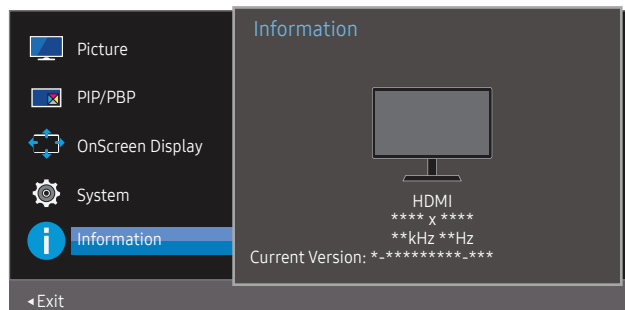 Picture
PIP/PBP
OnScreen Display
System
Information
Information
HDMI
**** x ****
**kHz **Hz
Current Version: *-*********-***
◂Exit